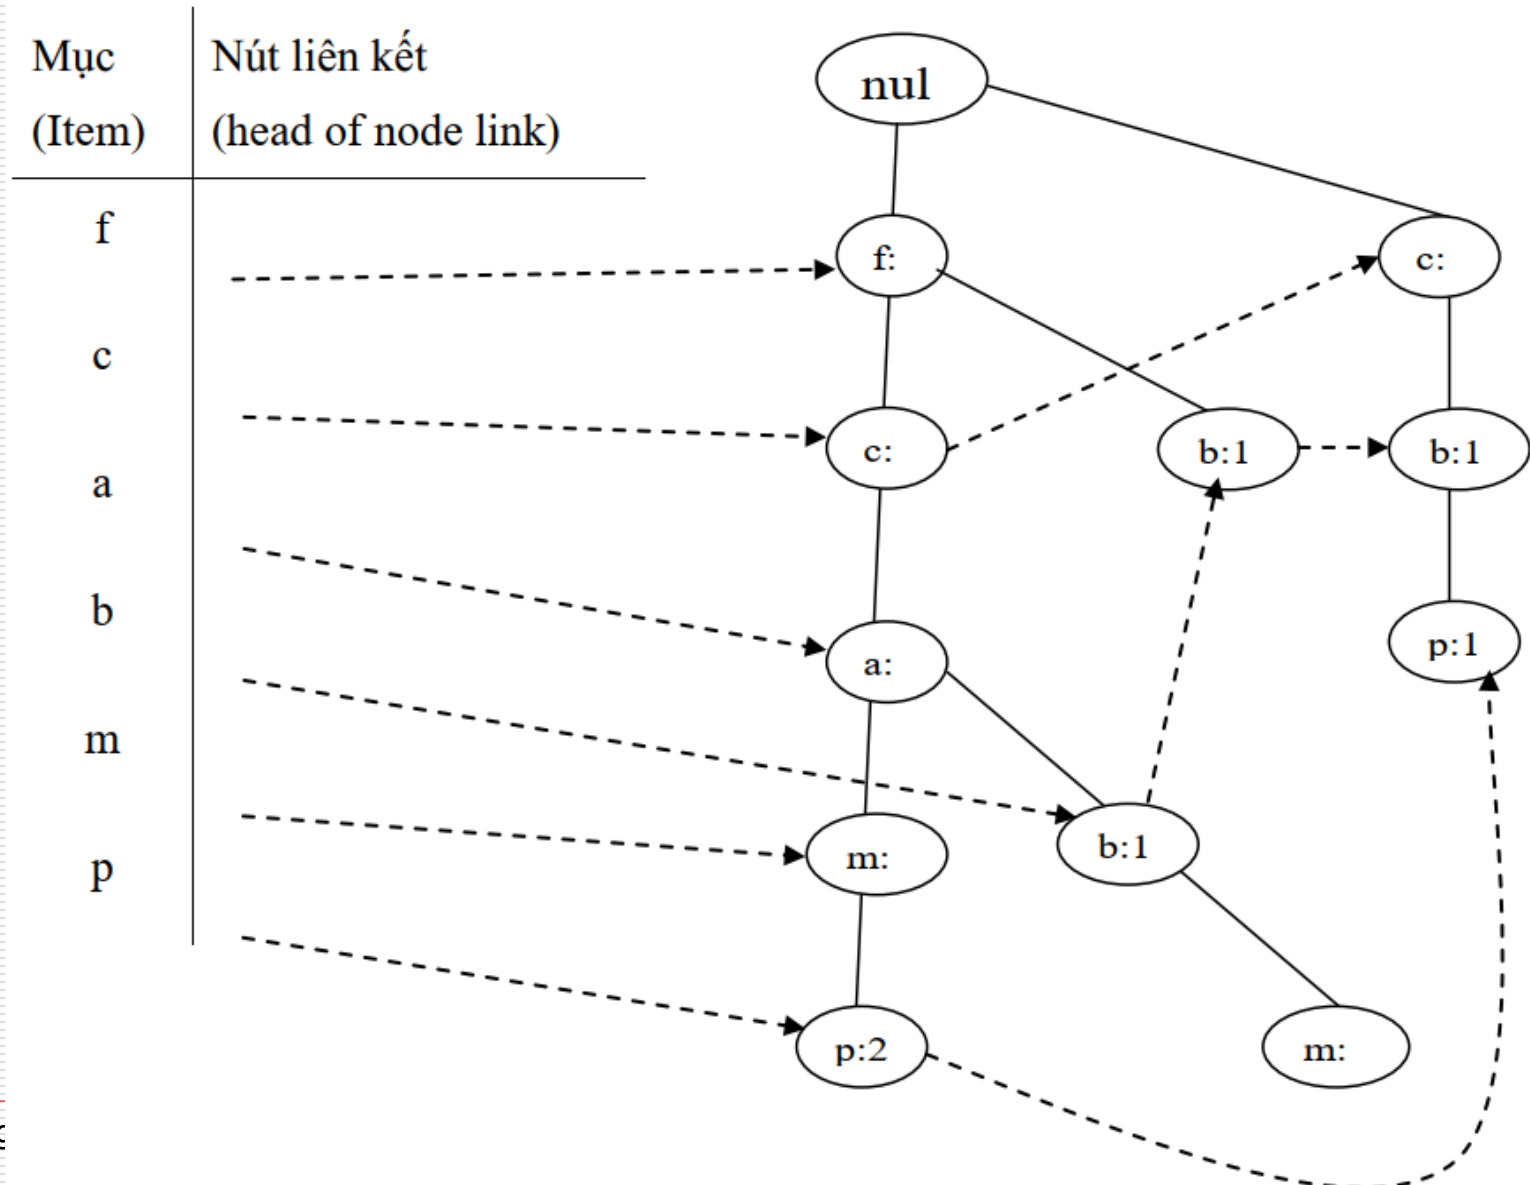 Mục
(Item)
Nút liên kết
(head of node link)
f
c
a
b
m
p
nul
f:
c:
c:
b:1
b:1
a:
p:1
m:
b:1
p:2
m: